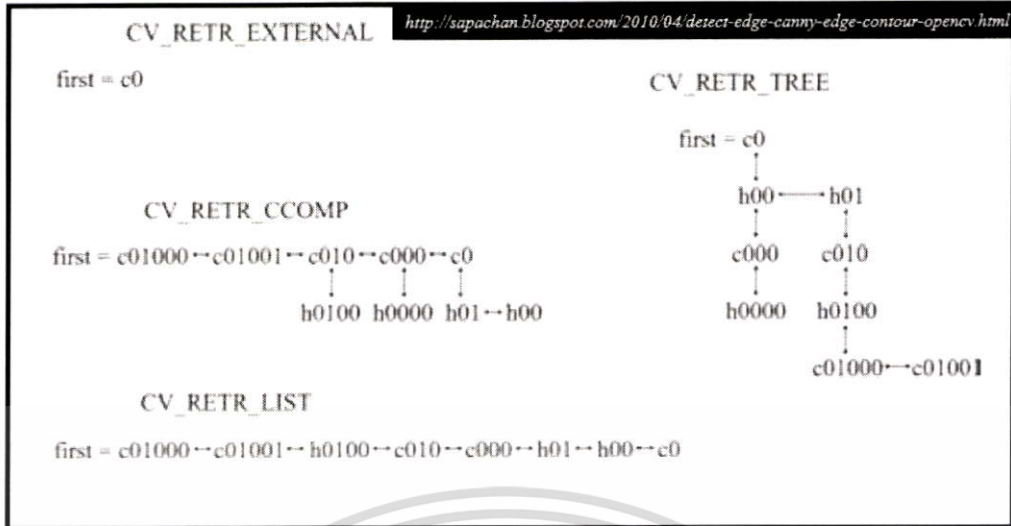 http://sapachan.blogspot.com/2010/04/detect-edge-canny-edge-contour-opencv.html
CV_RETR_EXTERNAL
first = c0
CV_RETR_TREE
first = c0
h00 h01
c000 c010
h0000 h0100
c01000 c01001
CV_RETR_CCOMP
first = c01000 c01001 c010 c000 c0
h0100 h0000 h01 h00
CV_RETR_LIST
first = c01000 c01001 h0100 c010 c000 h01 h00 c0